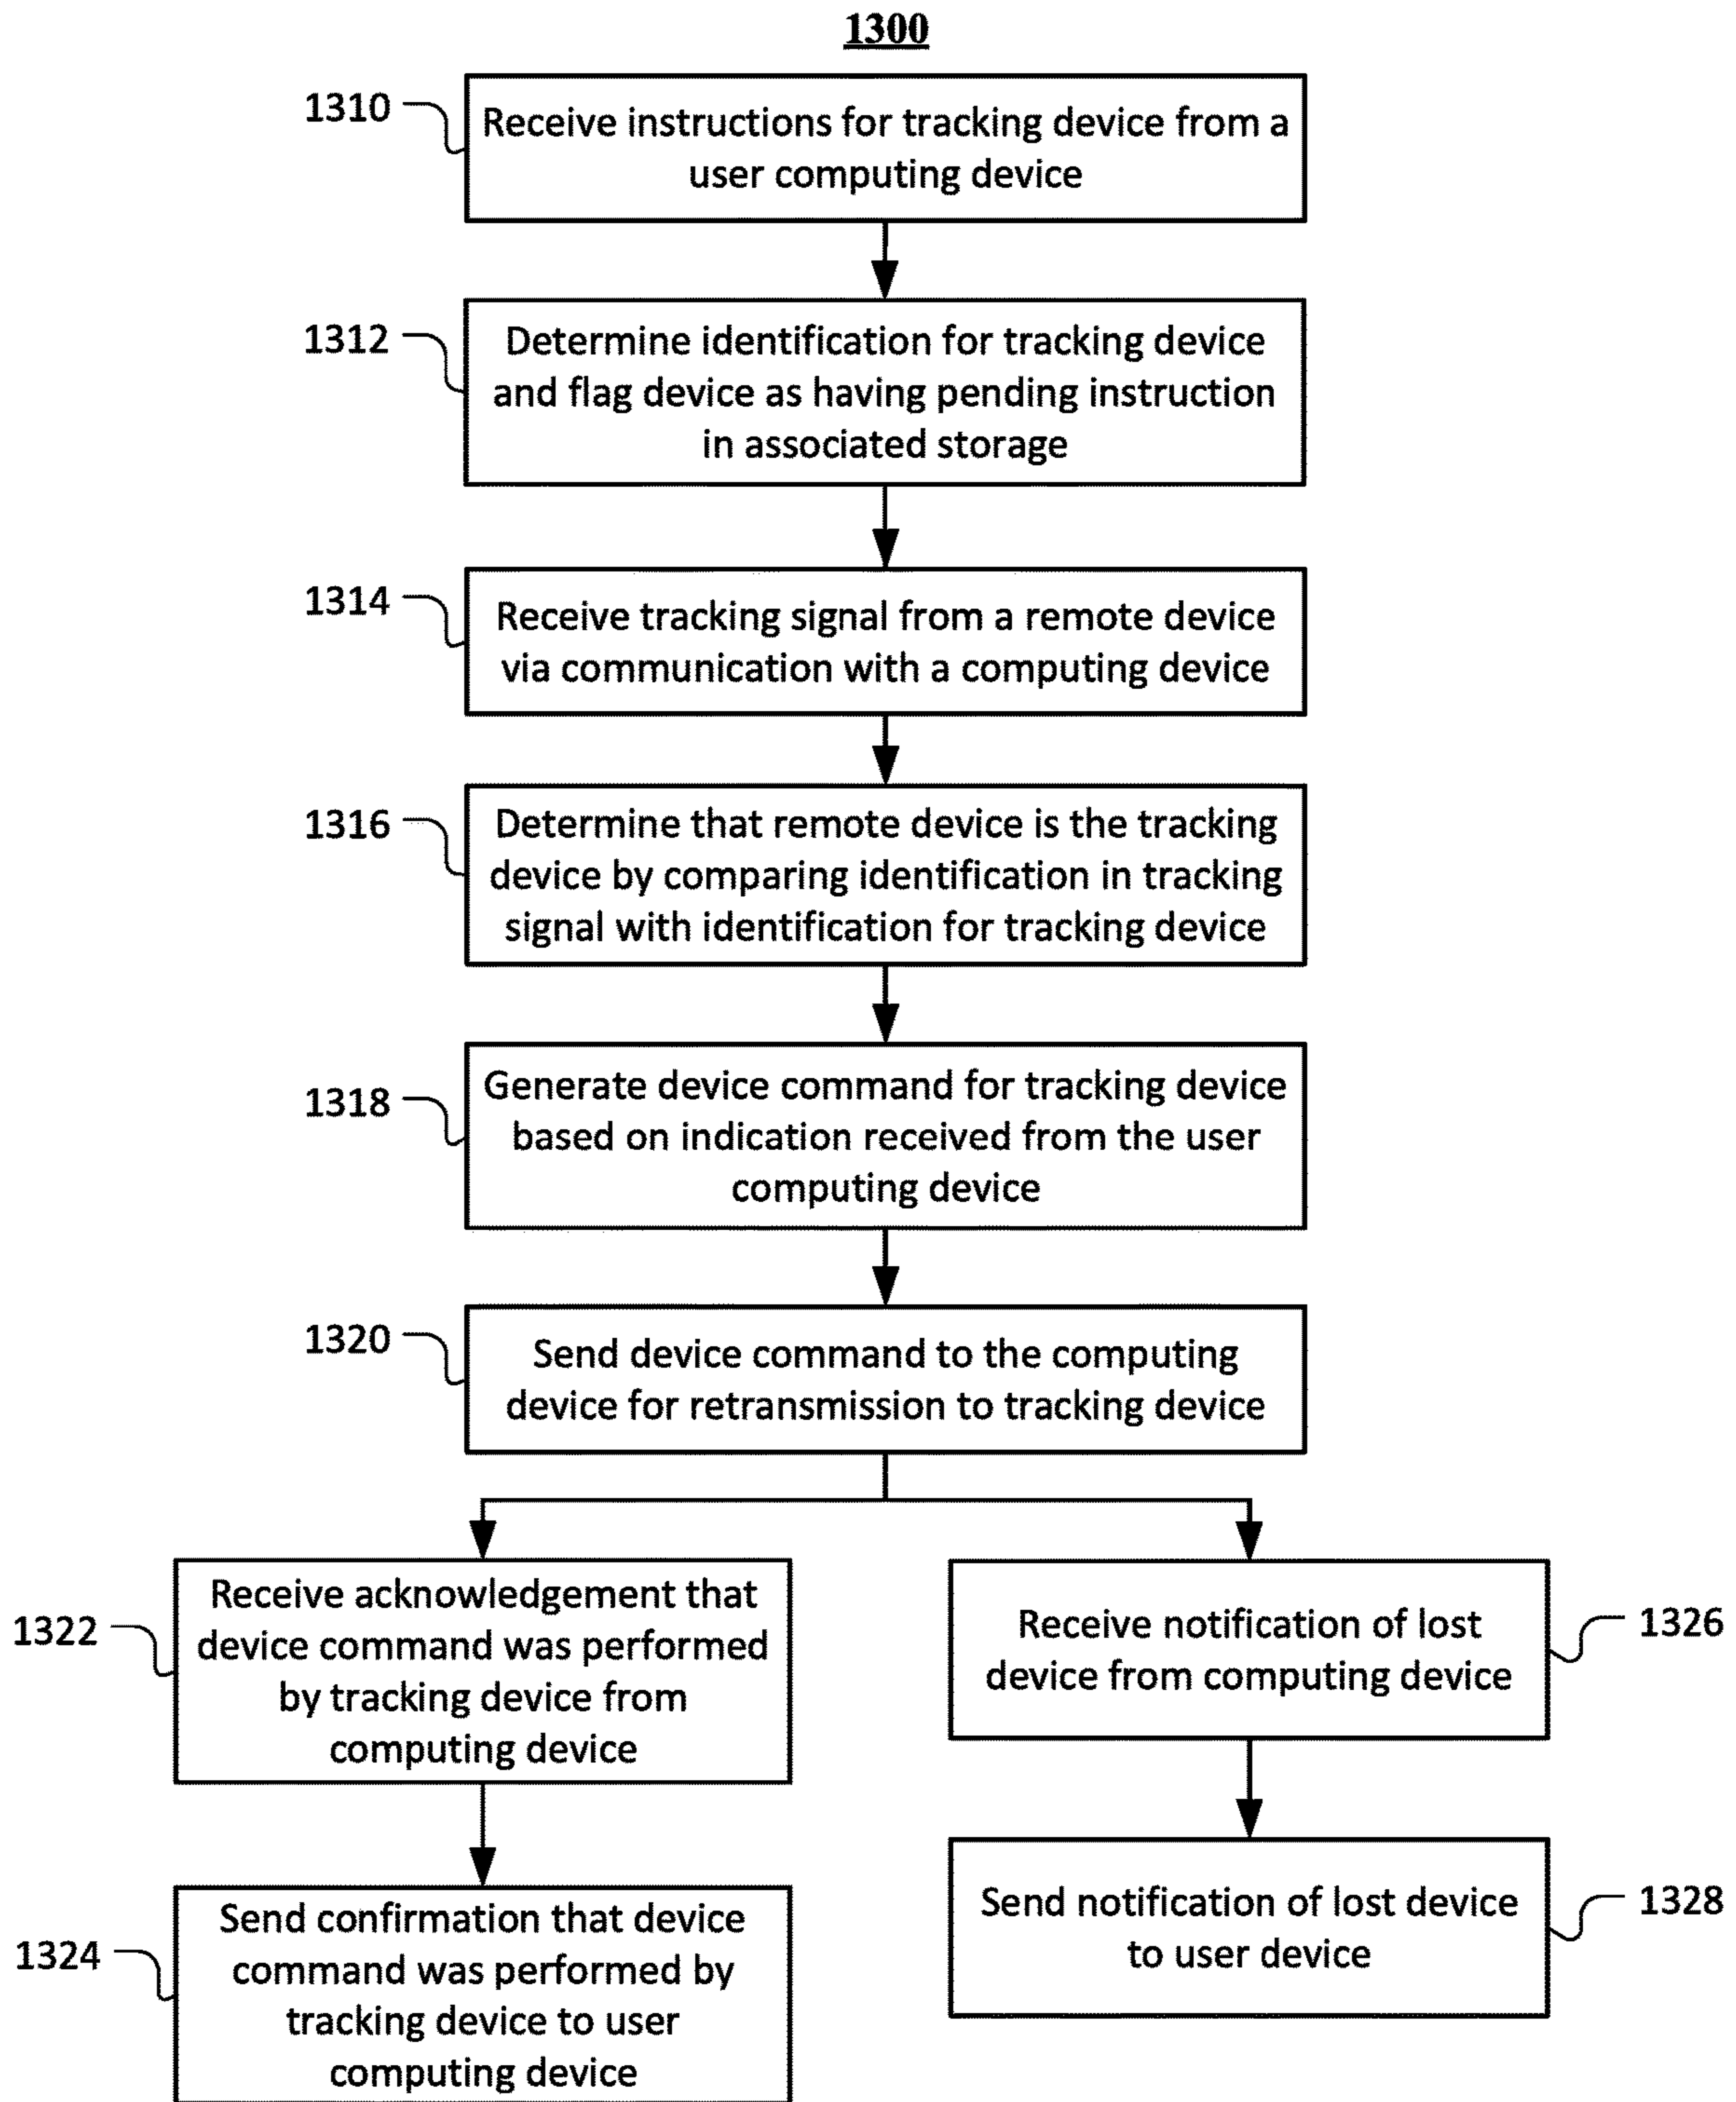 1300
1310
Receive instructions for tracking device from a
user computing device
1312
Determine identification for tracking device
and flag device as having pending instruction
in associated storage
1314
Receive tracking signal from a remote device
via communication with a computing device
1316
Determine that remote device is the tracking
device by comparing identification in tracking
signal with identification for tracking device
1318
Generate device command for tracking device
based on indication received from the user
computing device
1320
Send device command to the computing
device for retransmission to tracking device
1322
Receive acknowledgement that
device command was performed
by tracking device from
computing device
1324
Send confirmation that device
command was performed by
tracking device to user
computing device
1326
Receive notification of lost
device from computing device
1328
Send notification of lost device
to user device